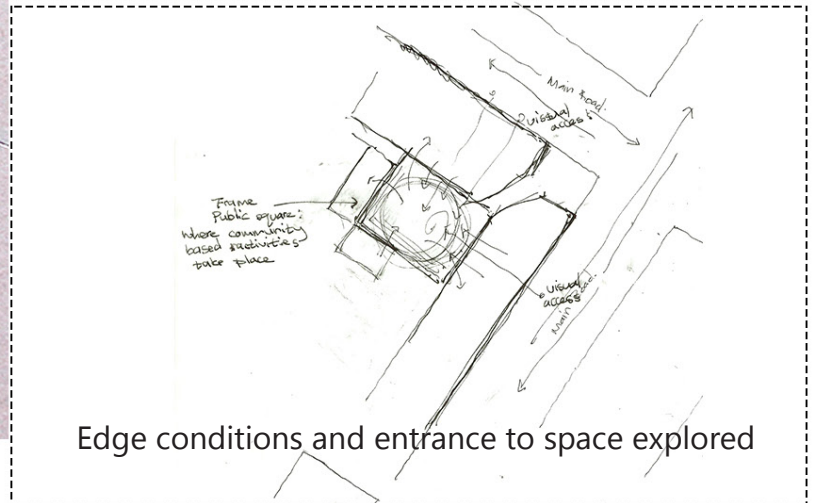 Main Road.
visual
access!
Frame
Public square:
where community
based activities
take place
visual
access
Main Road.
Edge conditions and entrance to space explored